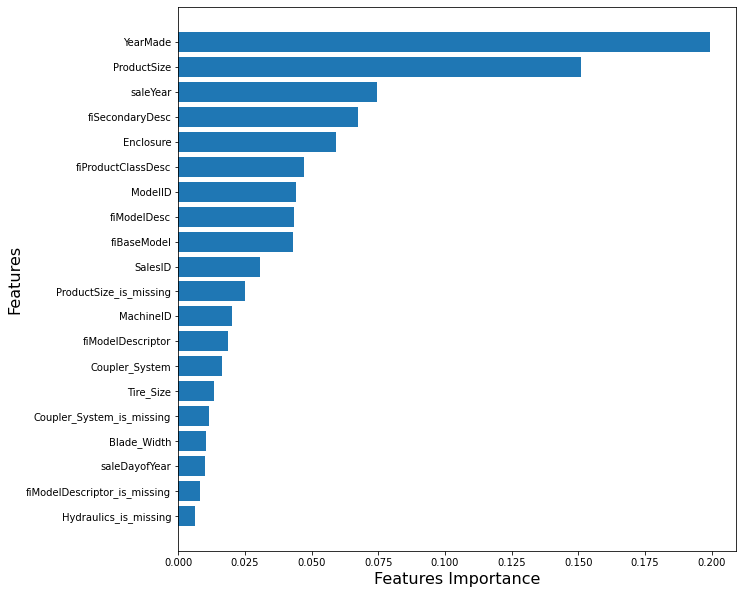 YearMade
ProductSize
saleYear
fiSecondaryDesc
Enclosure
fiProductClassDesc
ModelID
fiModelDesc
fiBaseModel
SalesID
ProductSize_is_missing
MachineID
fiModelDescriptor
Coupler_System
Tire_Size
Coupler_System_is_missing
Blade_Width
saleDayofYear
fiModelDescriptor_is_missing
Hydraulics_is_missing
Features
0.000 0.025 0.050 0.075 0.100 0.125 0.150 0.175 0.200
Features Importance